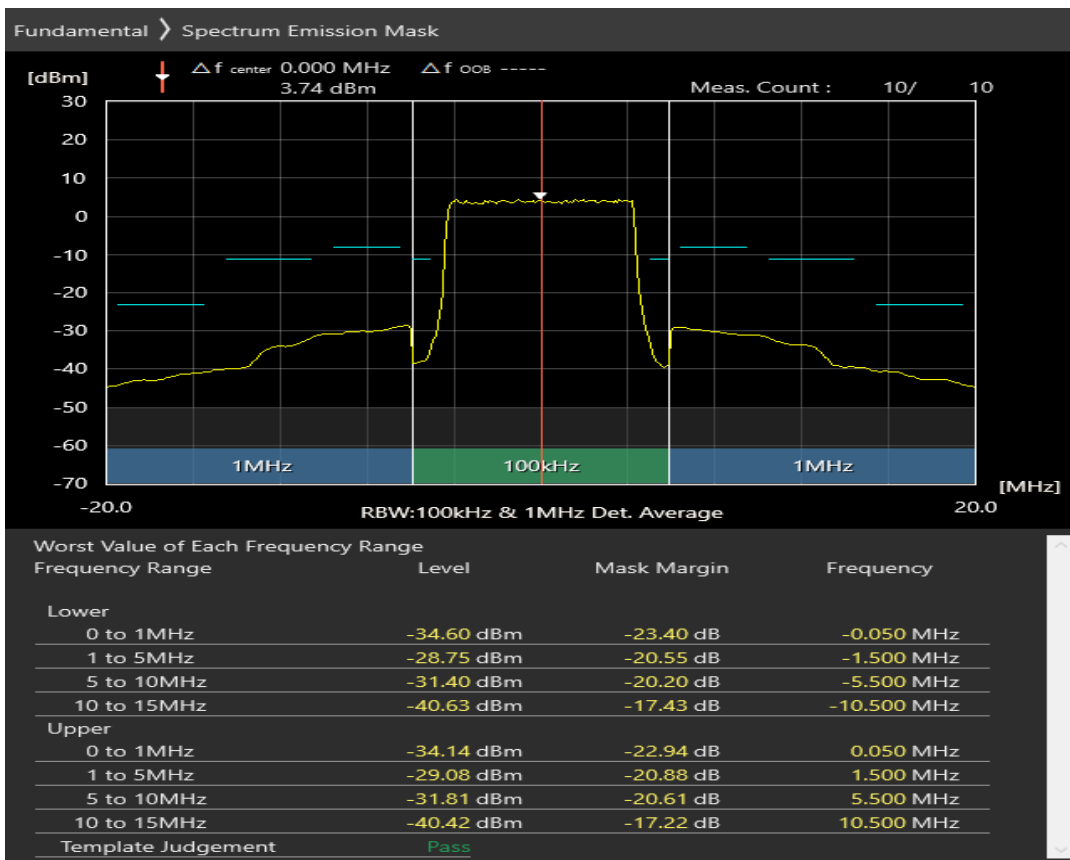 Fundamental 》 Spectrum Emission Mask
[dBm]
Δf center 0.000 MHz Δf OOB -----
3.74 dBm Meas. Count : 10/ 10
30
20
10
0
-10
-20
-30
-40
-50
-60
-70
1MHz 100kHz 1MHz
[MHz]
-20.0 RBW:100kHz & 1MHz Det. Average 20.0
Worst Value of Each Frequency Range
Frequency Range Level Mask Margin Frequency
Lower
0 to 1MHz -34.60 dBm -23.40 dB -0.050 MHz
1 to 5MHz -28.75 dBm -20.55 dB -1.500 MHz
5 to 10MHz -31.40 dBm -20.20 dB -5.500 MHz
10 to 15MHz -40.63 dBm -17.43 dB -10.500 MHz
Upper
0 to 1MHz -34.14 dBm -22.94 dB 0.050 MHz
1 to 5MHz -29.08 dBm -20.88 dB 1.500 MHz
5 to 10MHz -31.81 dBm -20.61 dB 5.500 MHz
10 to 15MHz -40.42 dBm -17.22 dB 10.500 MHz
Template Judgement Pass